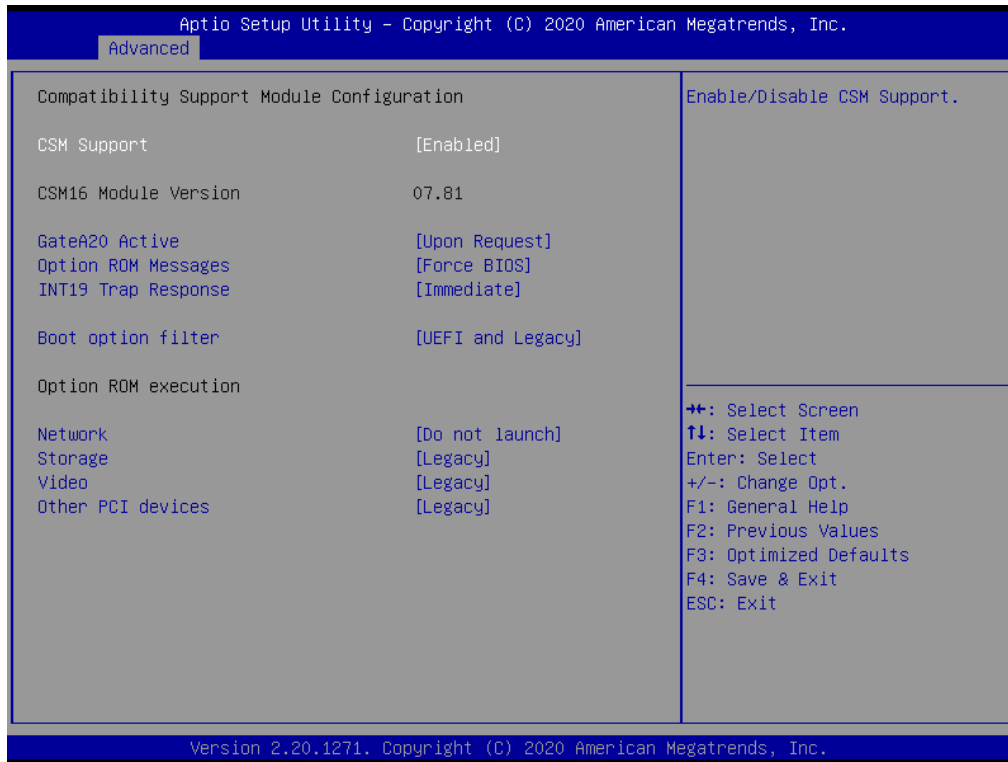 Aptio Setup Utility – Copyright (C) 2020 American Megatrends, Inc.
Advanced
Compatibility Support Module Configuration
CSM Support [Enabled]
CSM16 Module Version 07.81
GateA20 Active [Upon Request]
Option ROM Messages [Force BIOS]
INT19 Trap Response [Immediate]
Boot option filter [UEFI and Legacy]
Option ROM execution
Network [Do not launch]
Storage [Legacy]
Video [Legacy]
Other PCI devices [Legacy]
Enable/Disable CSM Support.
→←: Select Screen
↑↓: Select Item
Enter: Select
+/-: Change Opt.
F1: General Help
F2: Previous Values
F3: Optimized Defaults
F4: Save & Exit
ESC: Exit
Version 2.20.1271. Copyright (C) 2020 American Megatrends, Inc.